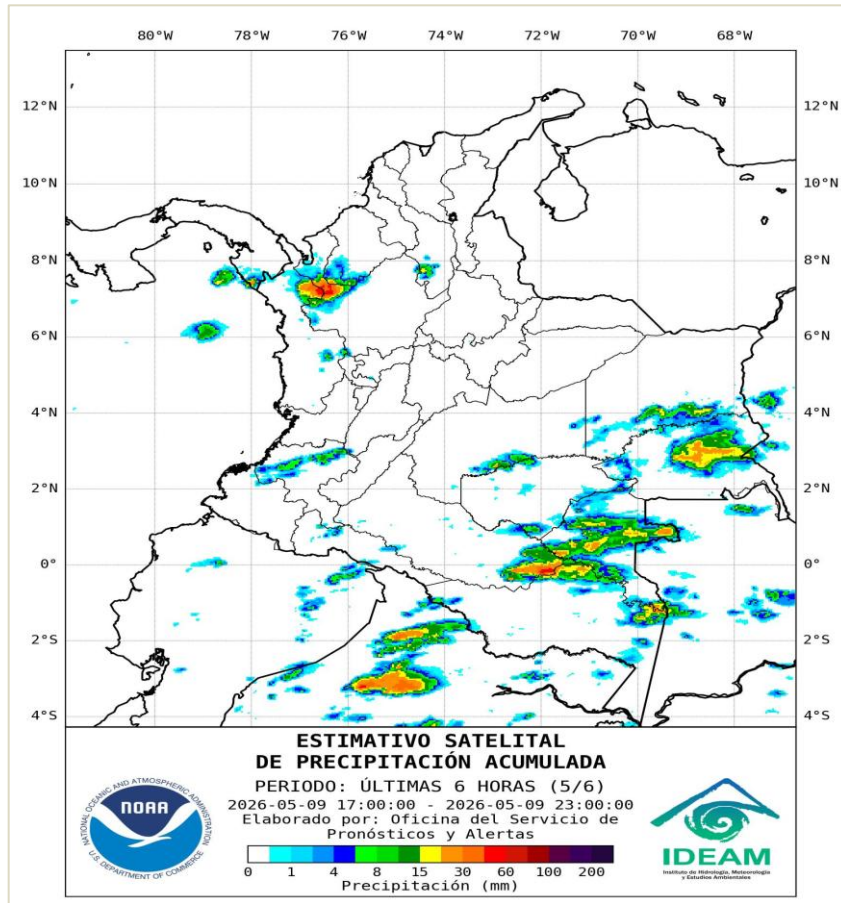 80°W 78°W 76°W 74°W 72°W 70°W 68°W
12°N 12°N
10°N 10°N
8°N 8°N
6°N 6°N
4°N 4°N
2°N 2°N
0° 0°
2°S 2°S
4°S 4°S
ESTIMATIVO SATELITAL
DE PRECIPITACIÓN ACUMULADA
PERIODO: ÚLTIMAS 6 HORAS (5/6)
2026-05-09 17:00:00 - 2026-05-09 23:00:00
Elaborado por: Oficina del Servicio de
Pronósticos y Alertas
0 1 4 8 15 30 60 100 200
Precipitación (mm)
NATIONAL OCEANIC AND ATMOSPHERIC ADMINISTRATION
NOAA
U.S. DEPARTMENT OF COMMERCE
IDEAM
Instituto de Hidrología, Meteorología
y Estudios Ambientales